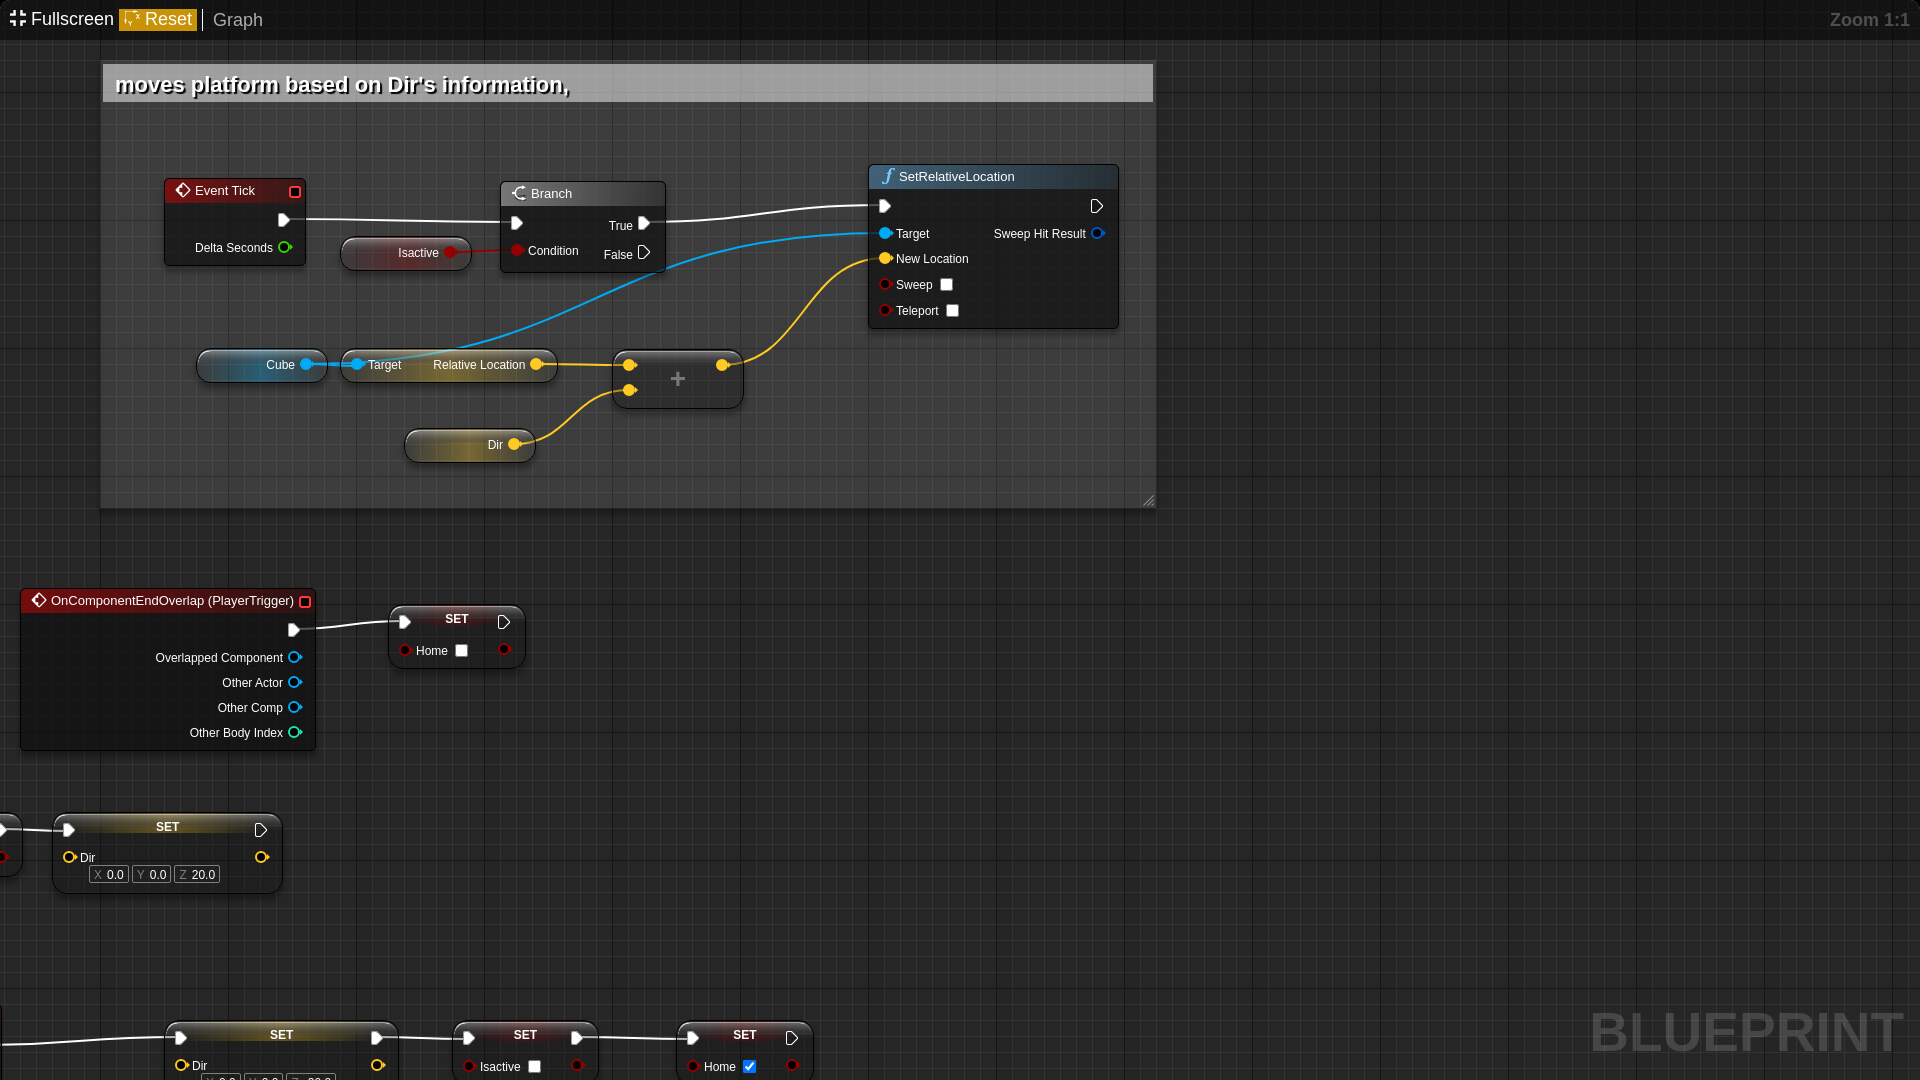 Fullscreen Reset Graph Zoom 1:1
moves platform based on Dir's information,
Event Tick
Delta Seconds
Isactive
Branch
True
Condition
False
SetRelativeLocation
Target
Sweep Hit Result
New Location
Sweep
Teleport
Cube
Target Relative Location
+
Dir
OnComponentEndOverlap (PlayerTrigger)
Overlapped Component
Other Actor
Other Comp
Other Body Index
SET
Home
SET
Dir
X 0.0 Y 0.0 Z 20.0
SET
Dir
SET
Isactive
SET
Home
BLUEPRINT